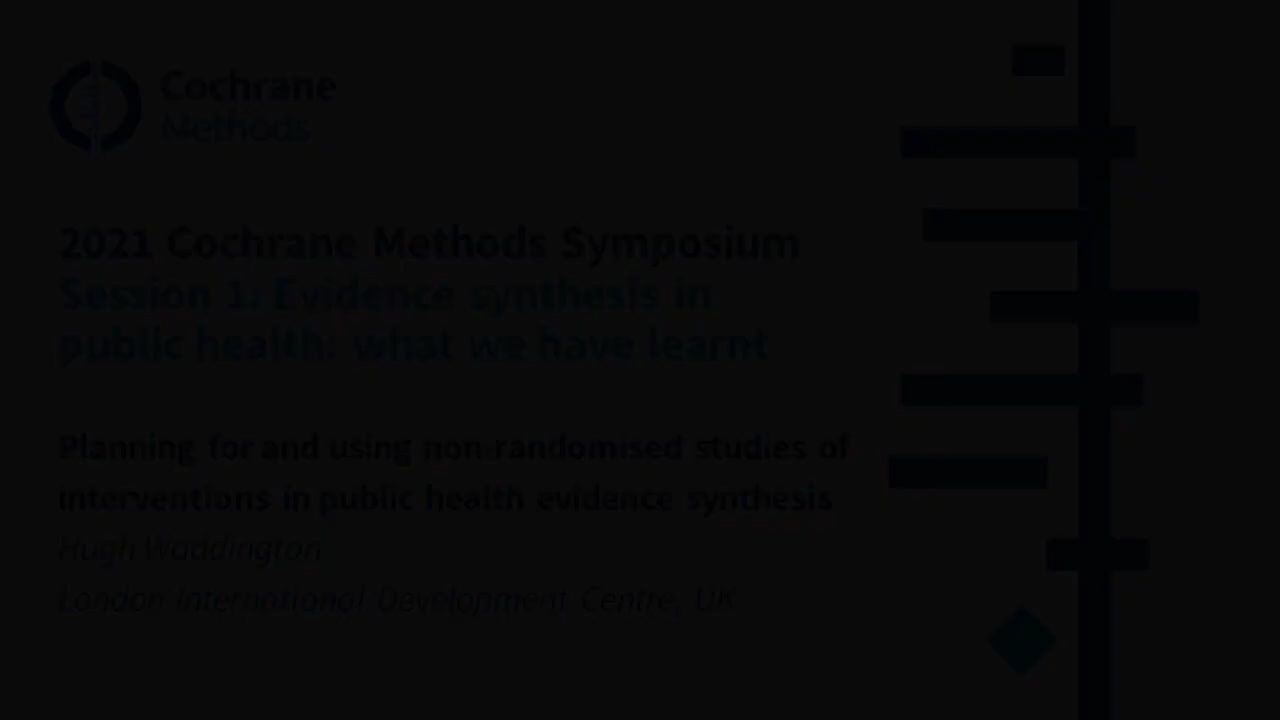 Cochrane
Methods
2021 Cochrane Methods Symposium
Session 1: Evidence synthesis in
public health: what we have learnt
Planning for and using non-randomised studies of
interventions in public health evidence synthesis
Hugh Waddington
London International Development Centre, UK